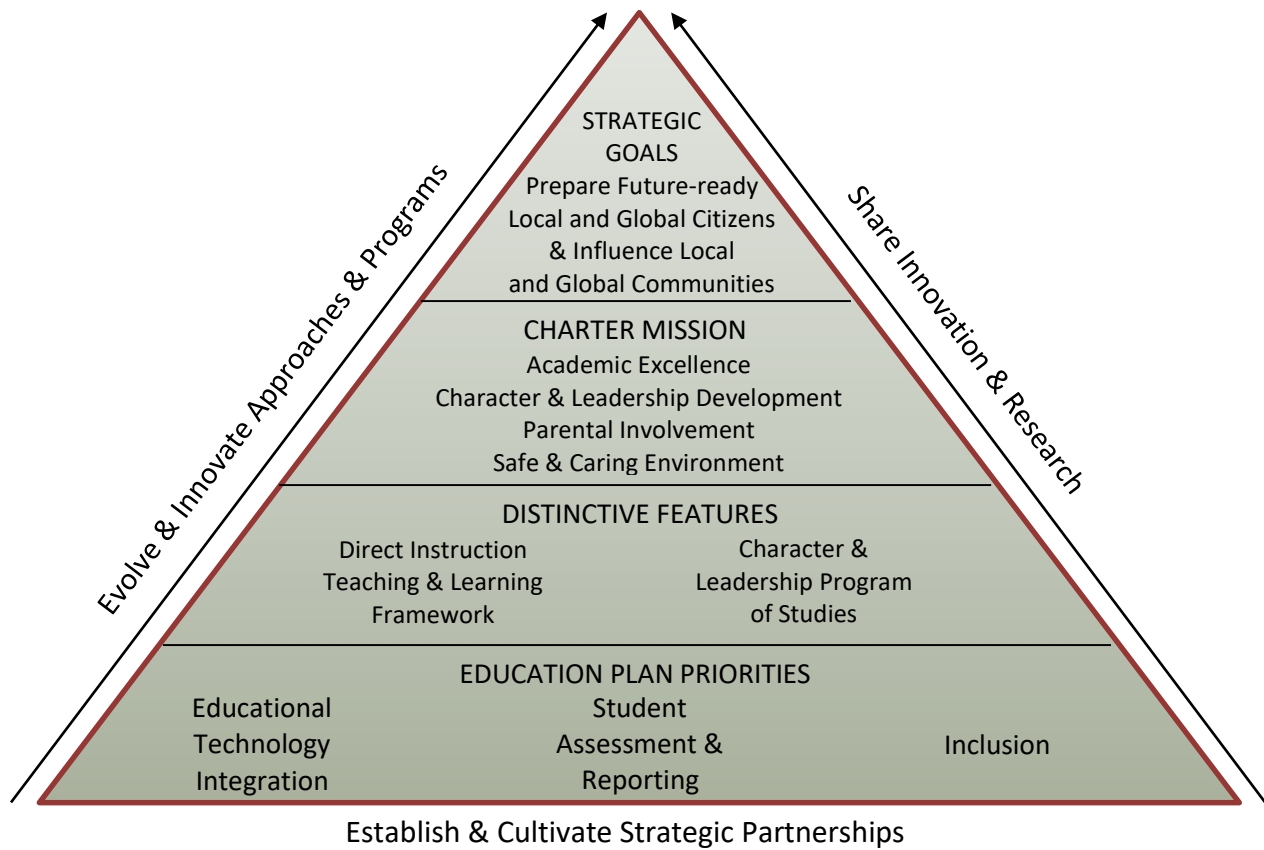 STRATEGIC
GOALS
Prepare Future-ready
Local and Global Citizens
& Influence Local
and Global Communities
CHARTER MISSION
Academic Excellence
Character & Leadership Development
Parental Involvement
Safe & Caring Environment
DISTINCTIVE FEATURES
Direct Instruction
Teaching & Learning
Framework
Character &
Leadership Program
of Studies
EDUCATION PLAN PRIORITIES
Educational
Technology
Integration
Student
Assessment &
Reporting
Inclusion
Evolve & Innovate Approaches & Programs
Share Innovation & Research
Establish & Cultivate Strategic Partnerships